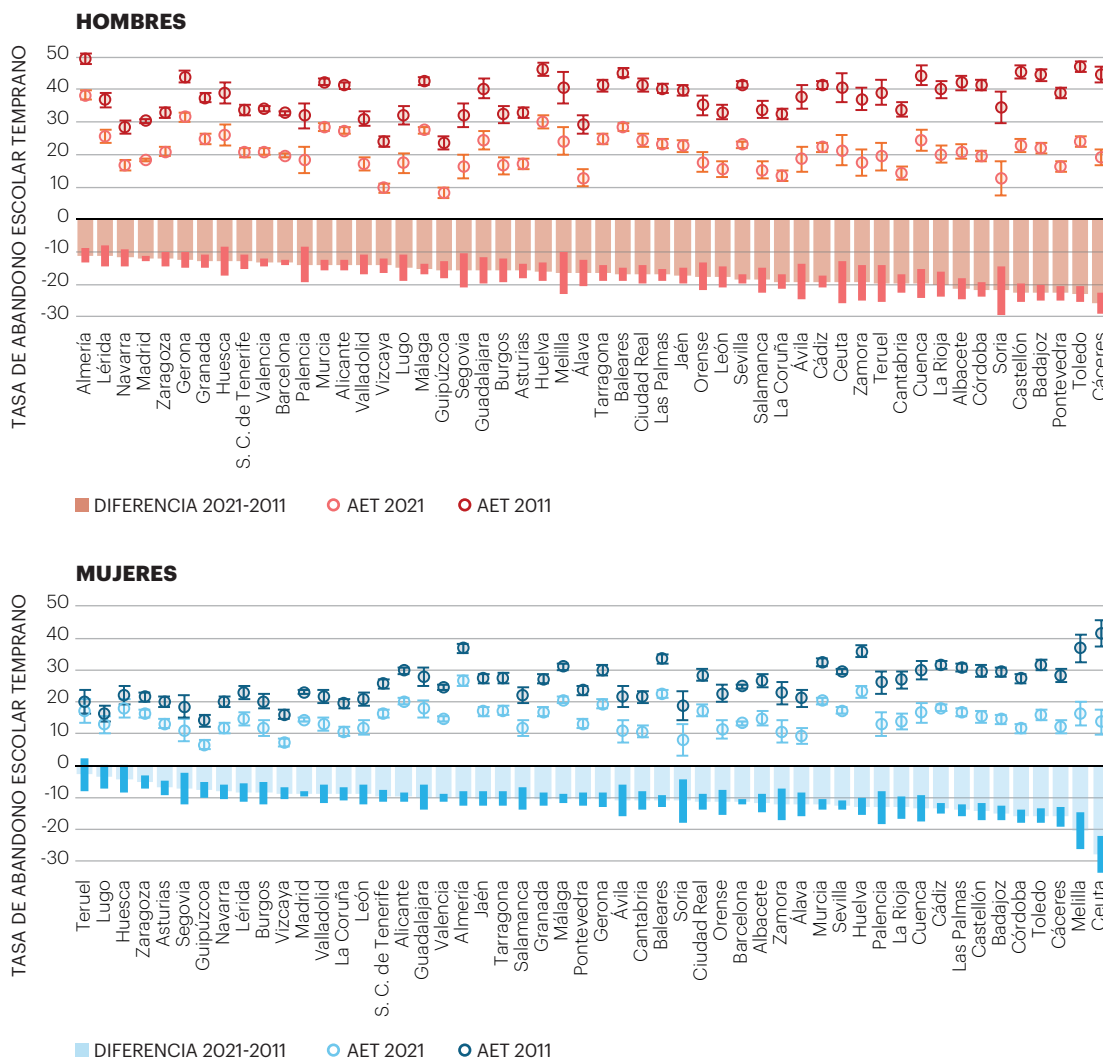 HOMBRES
TASA DE ABANDONO ESCOLAR TEMPRANO
50
40
30
20
10
0
-10
-20
-30
Almería
Lérida
Navarra
Madrid
Zaragoza
Gerona
Granada
Huesca
S. C. de Tenerife
Valencia
Barcelona
Palencia
Murcia
Alicante
Valladolid
Vizcaya
Lugo
Málaga
Guipúzcoa
Segovia
Guadalajara
Burgos
Asturias
Huelva
Melilla
Álava
Tarragona
Baleares
Ciudad Real
Las Palmas
Jaén
Orense
León
Sevilla
Salamanca
La Coruña
Ávila
Cádiz
Ceuta
Zamora
Teruel
Cantabria
La Rioja
Albacete
Córdoba
Cuenca
Soria
Castellón
Badajoz
Pontevedra
Toledo
Cáceres
DIFERENCIA 2021-2011
AET 2021
AET 2011
MUJERES
TASA DE ABANDONO ESCOLAR TEMPRANO
50
40
30
20
10
0
-10
-20
-30
Teruel
Lugo
Huesca
Zaragoza
Asturias
Segovia
Guipúzcoa
Navarra
Lérida
Burgos
Vizcaya
Madrid
Valladolid
La Coruña
León
S. C. de Tenerife
Alicante
Guadalajara
Valencia
Almería
Jaén
Tarragona
Salamanca
Granada
Málaga
Pontevedra
Gerona
Ávila
Cantabria
Baleares
Soria
Ciudad Real
Orense
Barcelona
Albacete
Zamora
Álava
Murcia
Sevilla
Huelva
Palencia
La Rioja
Cuenca
Cádiz
Las Palmas
Castellón
Badajoz
Córdoba
Toledo
Cáceres
Melilla
Ceuta
DIFERENCIA 2021-2011
AET 2021
AET 2011